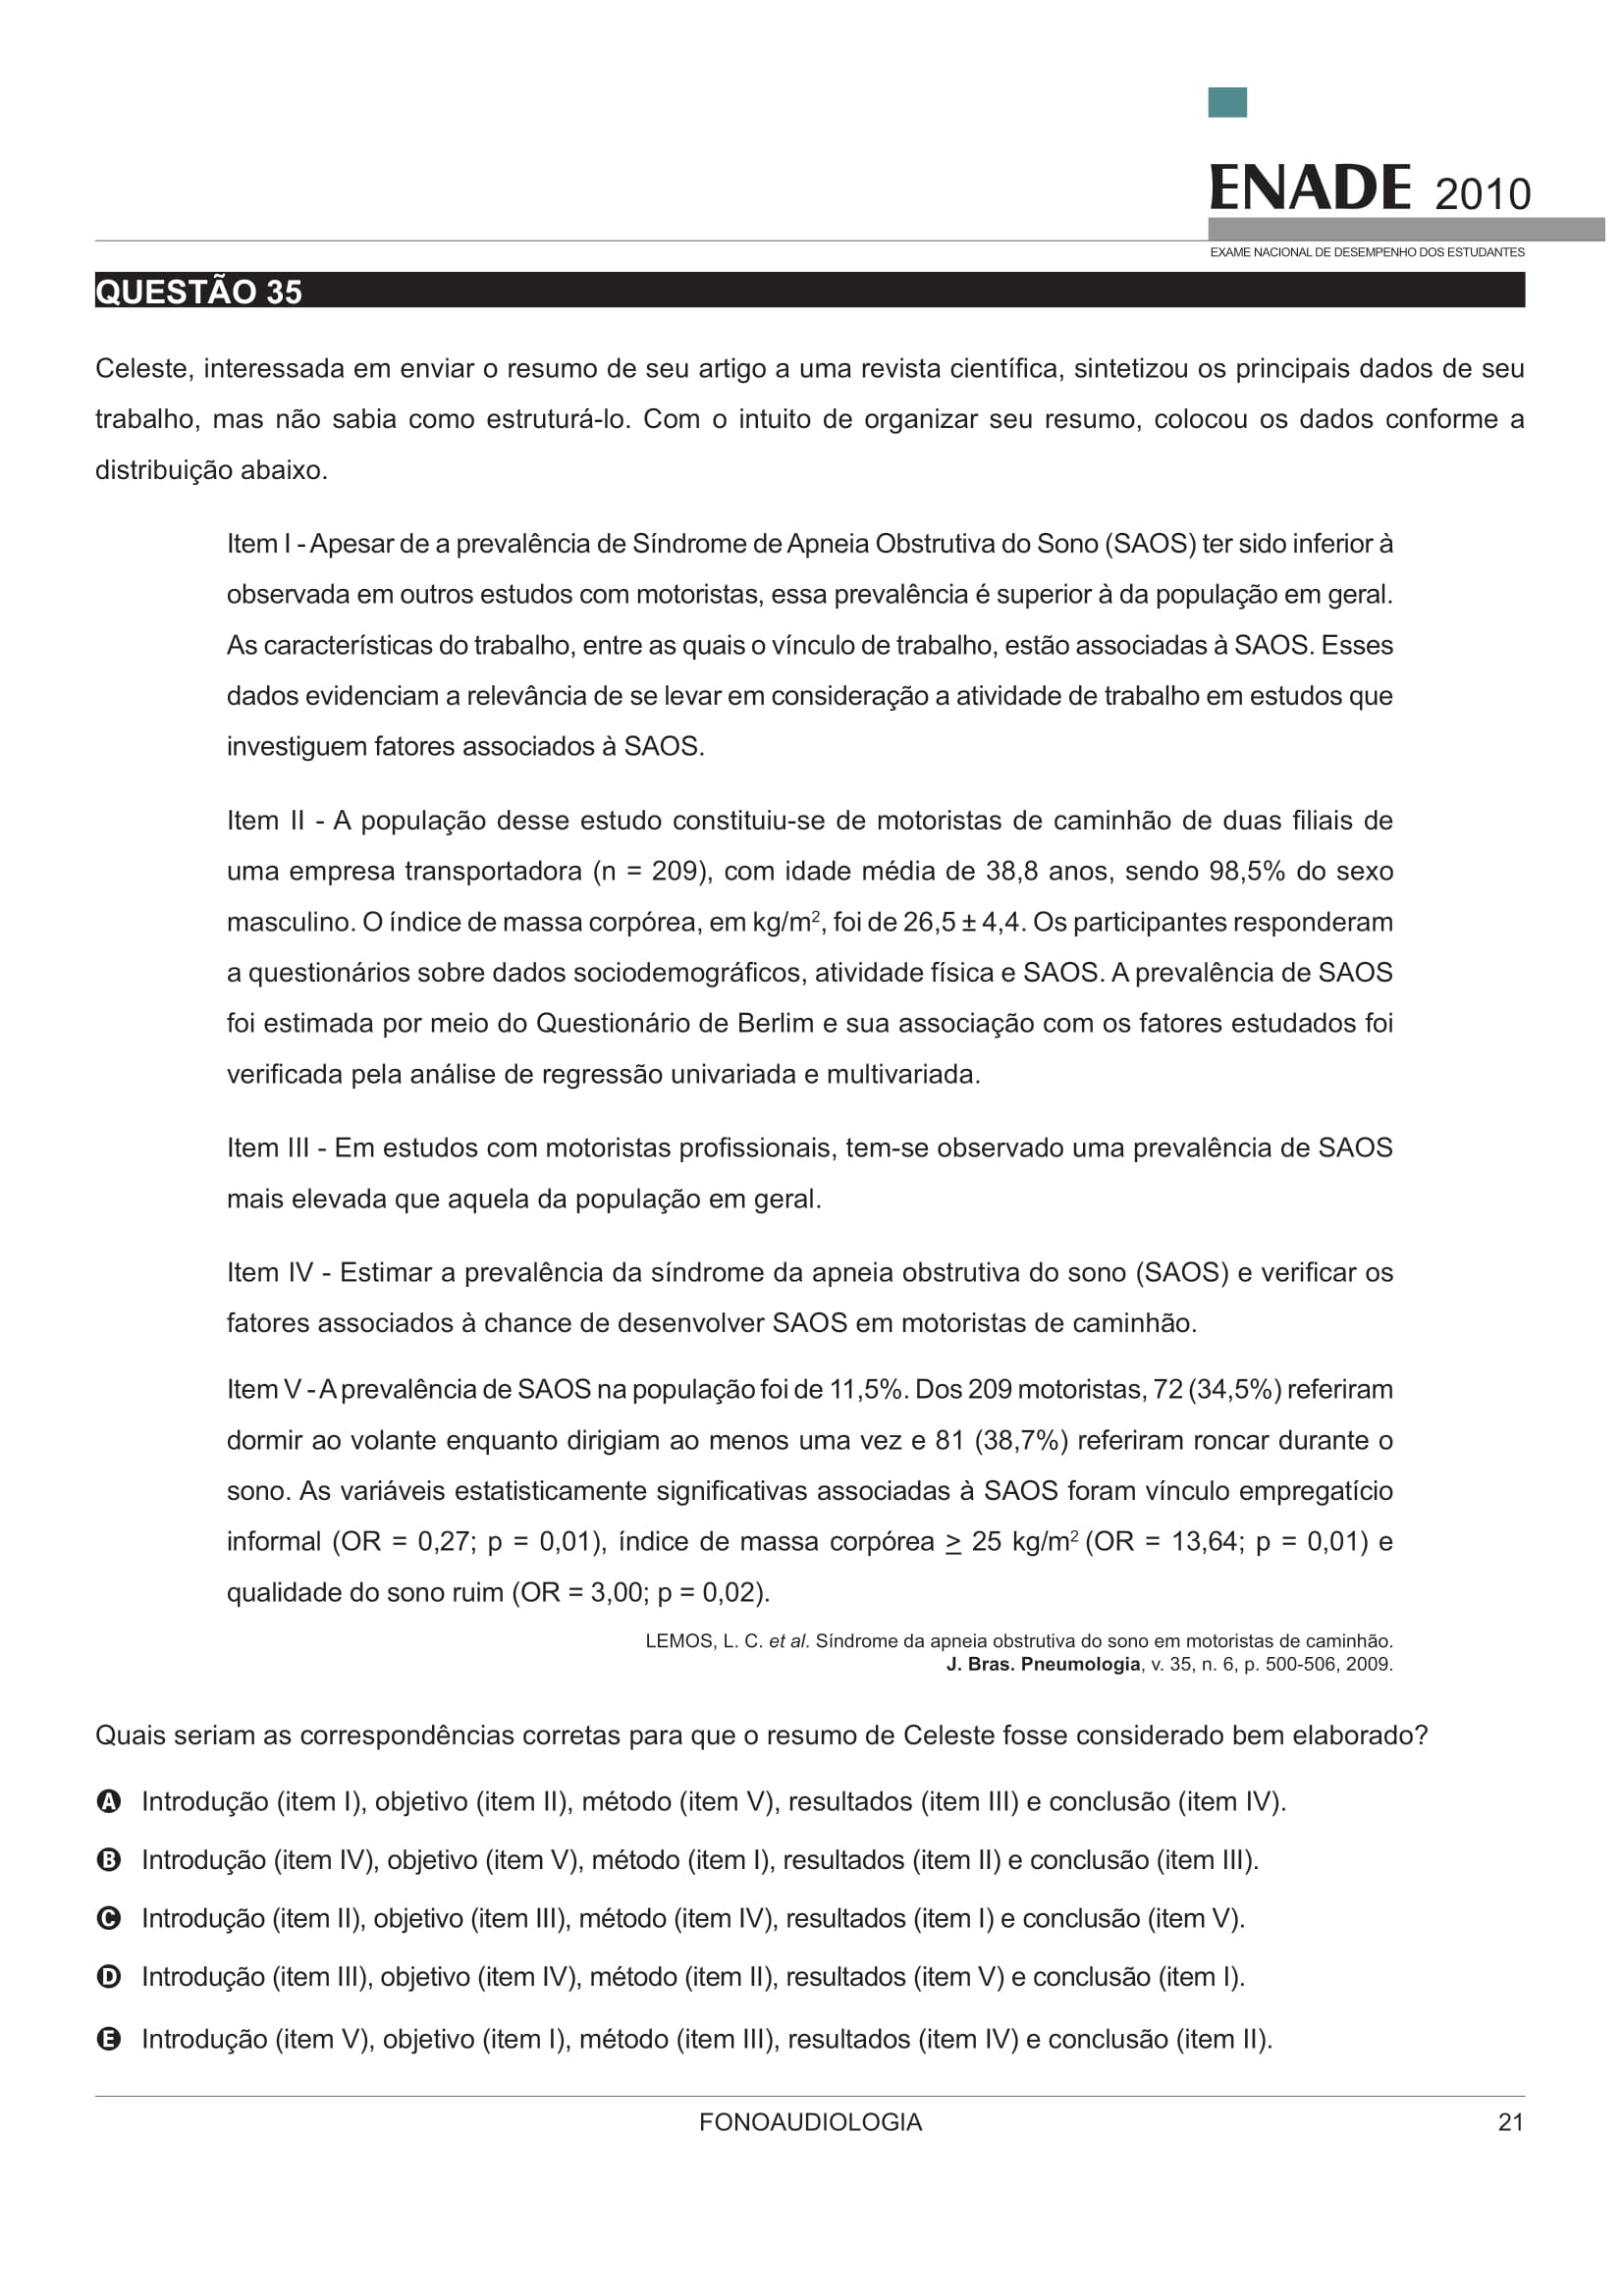 ENADE 2010
EXAME NACIONAL DE DESEMPENHO DOS ESTUDANTES
QUESTÃO 35
Celeste, interessada em enviar o resumo de seu artigo a uma revista científica, sintetizou os principais dados de seu
trabalho, mas não sabia como estruturá-lo. Com o intuito de organizar seu resumo, colocou os dados conforme a
distribuição abaixo.
Item I - Apesar de a prevalência de Síndrome de Apneia Obstrutiva do Sono (SAOS) ter sido inferior à
observada em outros estudos com motoristas, essa prevalência é superior à da população em geral.
As características do trabalho, entre as quais o vínculo de trabalho, estão associadas à SAOS. Esses
dados evidenciam a relevância de se levar em consideração a atividade de trabalho em estudos que
investiguem fatores associados à SAOS.
Item II - A população desse estudo constituiu-se de motoristas de caminhão de duas filiais de
uma empresa transportadora (n = 209), com idade média de 38,8 anos, sendo 98,5% do sexo
masculino. O índice de massa corpórea, em kg/m², foi de 26,5 ± 4,4. Os participantes responderam
a questionários sobre dados sociodemográficos, atividade física e SAOS. A prevalência de SAOS
foi estimada por meio do Questionário de Berlim e sua associação com os fatores estudados foi
verificada pela análise de regressão univariada e multivariada.
Item III - Em estudos com motoristas profissionais, tem-se observado uma prevalência de SAOS
mais elevada que aquela da população em geral.
Item IV - Estimar a prevalência da síndrome da apneia obstrutiva do sono (SAOS) e verificar os
fatores associados à chance de desenvolver SAOS em motoristas de caminhão.
Item V - A prevalência de SAOS na população foi de 11,5%. Dos 209 motoristas, 72 (34,5%) referiram
dormir ao volante enquanto dirigiam ao menos uma vez e 81 (38,7%) referiram roncar durante o
sono. As variáveis estatisticamente significativas associadas à SAOS foram vínculo empregatício
informal (OR = 0,27; p = 0,01), índice de massa corpórea ≥ 25 kg/m² (OR = 13,64; p = 0,01) e
qualidade do sono ruim (OR = 3,00; p = 0,02).
LEMOS, L. C. et al. Síndrome da apneia obstrutiva do sono em motoristas de caminhão.
J. Bras. Pneumologia, v. 35, n. 6, p. 500-506, 2009.
Quais seriam as correspondências corretas para que o resumo de Celeste fosse considerado bem elaborado?
A Introdução (item I), objetivo (item II), método (item V), resultados (item III) e conclusão (item IV).
B Introdução (item IV), objetivo (item V), método (item I), resultados (item II) e conclusão (item III).
C Introdução (item II), objetivo (item III), método (item IV), resultados (item I) e conclusão (item V).
D Introdução (item III), objetivo (item IV), método (item II), resultados (item V) e conclusão (item I).
E Introdução (item V), objetivo (item I), método (item III), resultados (item IV) e conclusão (item II).
FONOAUDIOLOGIA 21